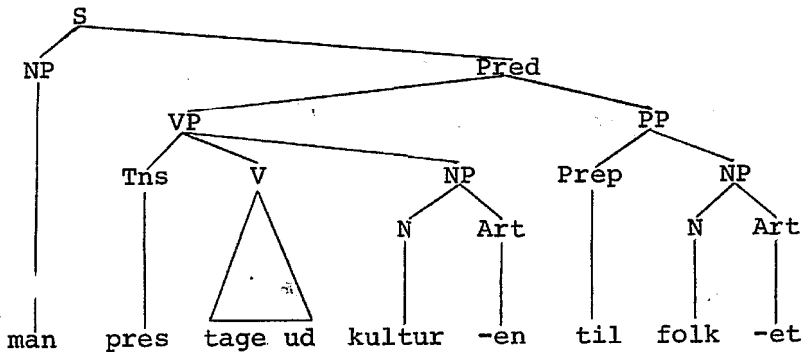 S
NP Pred
VP PP
Tns V NP Prep NP
N Art N Art
man pres tage ud kultur -en til folk -et